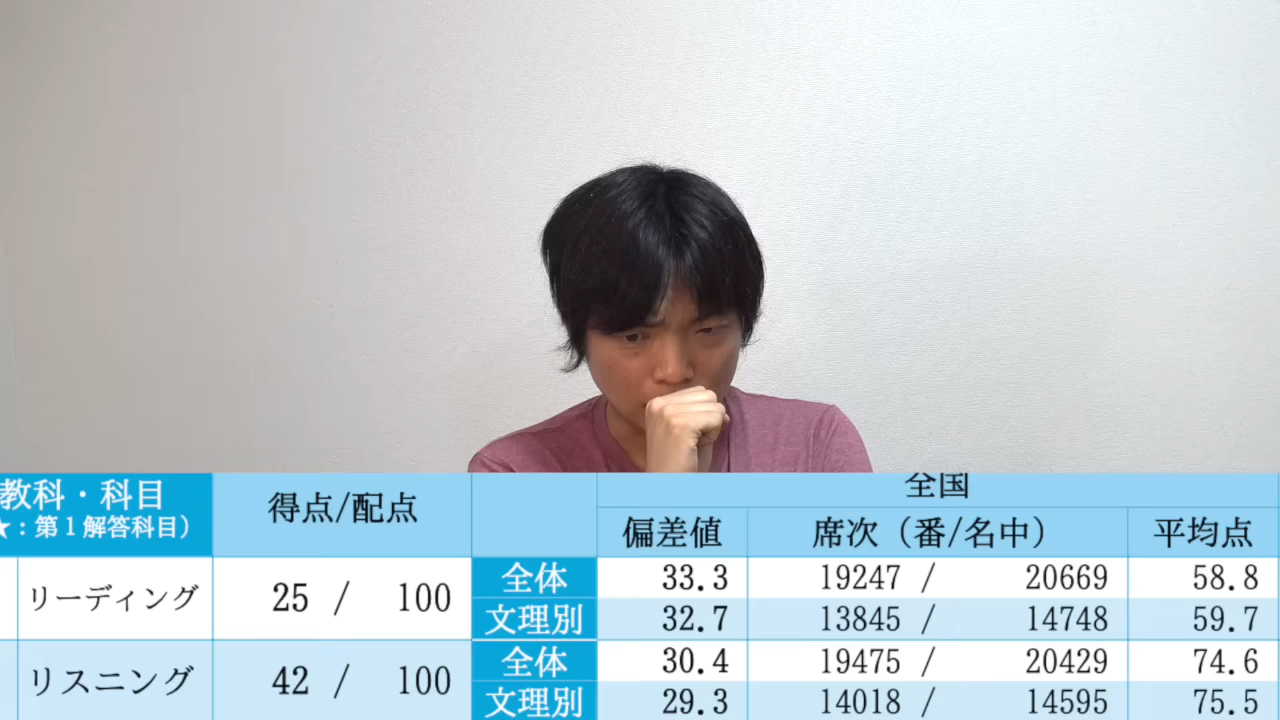 全国
教科・科目
★：第1解答科目）
得点/配点
偏差値 席次（番/名中） 平均点
リーディング 25 / 100 全体 33.3 19247 / 20669 58.8
文理別 32.7 13845 / 14748 59.7
リスニング 42 / 100 全体 30.4 19475 / 20429 74.6
文理別 29.3 14018 / 14595 75.5